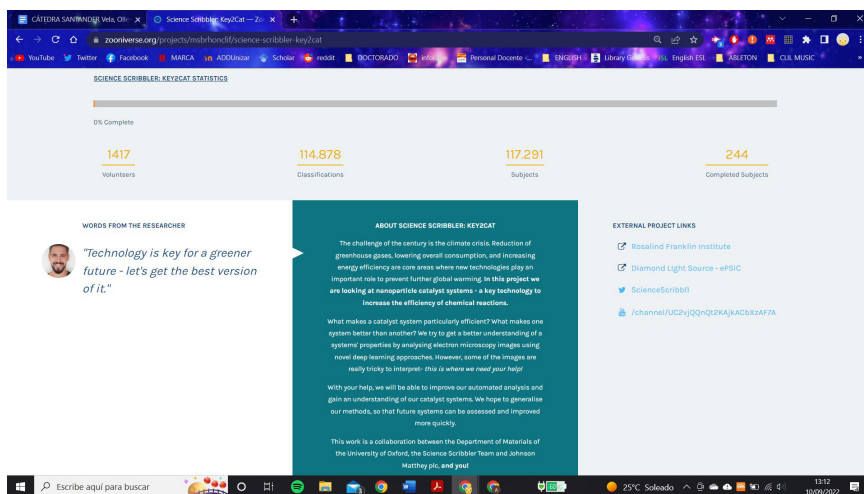 CÁTEDRA SANTANDER Vela, Olle
Science Scribbler: Key2Cat — Zoo
zooniverse.org/projects/msbrhonclif/science-scribbler-key2cat
YouTube Twitter Facebook MARCA ADDUnizar Scholar reddit DOCTORADO Personal Docente -... ENGLISH Library Genesis ISL English ESL ABLETON CLIL MUSIC »
SCIENCE SCRIBBLER: KEY2CAT STATISTICS
0% Complete
1417 114,878 117,291 244
Volunteers Classifications Subjects Completed Subjects
WORDS FROM THE RESEARCHER
"Technology is key for a greener
future - let's get the best version
of it."
ABOUT SCIENCE SCRIBBLER: KEY2CAT
The challenge of the century is the climate crisis. Reduction of
greenhouse gases, lowering overall consumption, and increasing
energy efficiency are core areas where new technologies play an
important role to prevent further global warming. In this project we
are looking at nanoparticle catalyst systems - a key technology to
increase the efficiency of chemical reactions.
What makes a catalyst system particularly efficient? What makes one
system better than another? We try to get a better understanding of a
systems' properties by analysing electron microscopy images using
novel deep learning approaches. However, some of the images are
really tricky to interpret- this is where we need your help!
With your help, we will be able to improve our automated analysis and
gain an understanding of our catalyst systems. We hope to generalise
our methods, so that future systems can be assessed and improved
more quickly.
This work is a collaboration between the Department of Materials of
the University of Oxford, the Science Scribbler Team and Johnson
Matthey plc, and you!
EXTERNAL PROJECT LINKS
Rosalind Franklin Institute
Diamond Light Source - ePSIC
ScienceScribbl1
/channel/UC2vjQQnQt2KAjkACbXzAF7A
Escribe aquí para buscar
25°C Soleado
13:12
10/09/2022